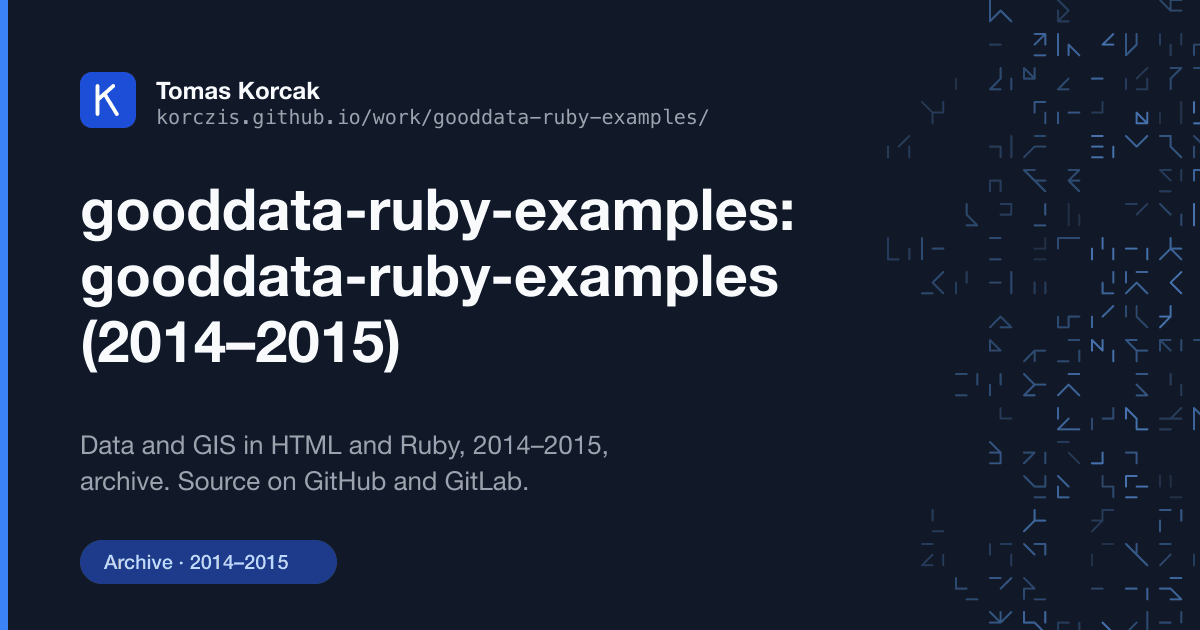 K
Tomas Korcak
korczis.github.io/work/gooddata-ruby-examples/
gooddata-ruby-examples:
gooddata-ruby-examples
(2014–2015)
Data and GIS in HTML and Ruby, 2014–2015,
archive. Source on GitHub and GitLab.
Archive · 2014–2015